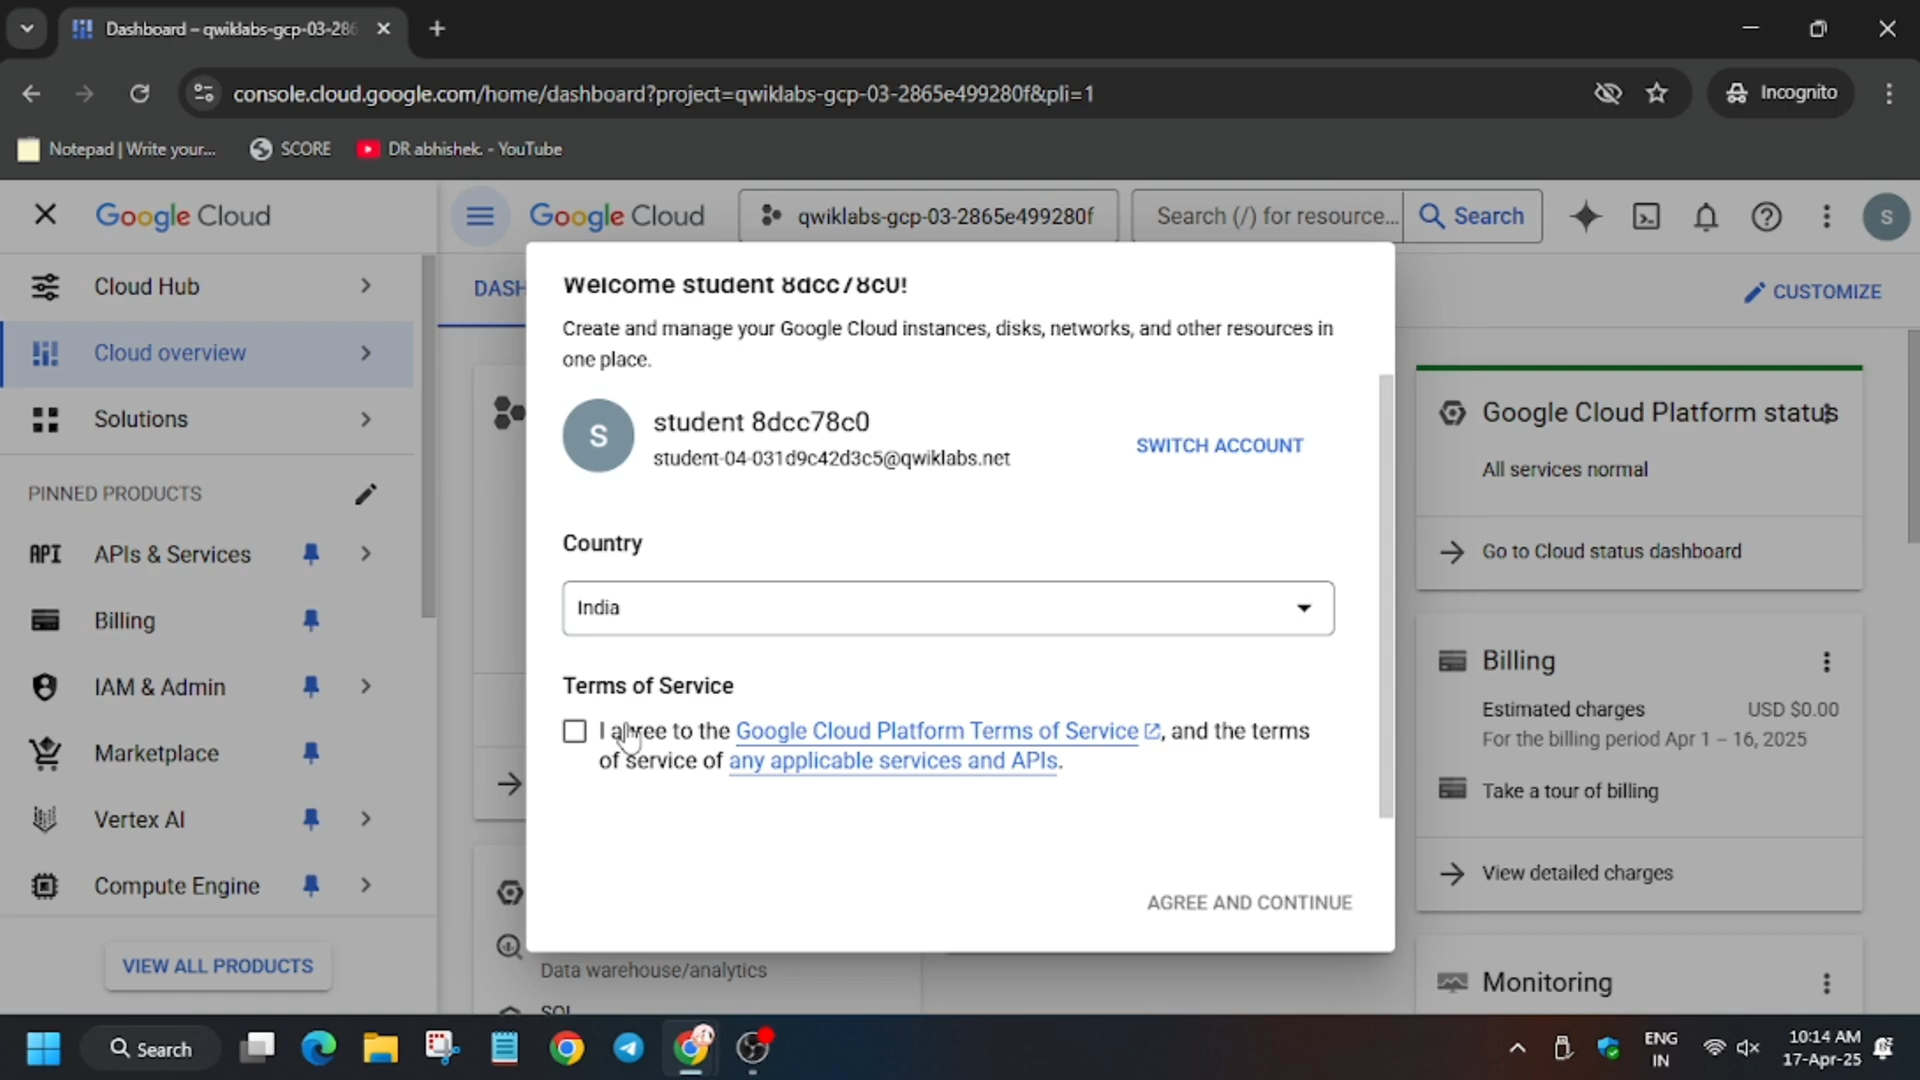 Dashboard – qwiklabs-gcp-03-286
console.cloud.google.com/home/dashboard?project=qwiklabs-gcp-03-2865e499280f&pli=1
Incognito
Notepad | Write your...
SCORE
DR abhishek. - YouTube
Google Cloud
Google Cloud
qwiklabs-gcp-03-2865e499280f
Search (/) for resource...
Search
S
Cloud Hub
Cloud overview
Solutions
PINNED PRODUCTS
API APIs & Services
Billing
IAM & Admin
Marketplace
Vertex AI
Compute Engine
VIEW ALL PRODUCTS
DASH
CUSTOMIZE
Welcome student 8dcc78c0!
Create and manage your Google Cloud instances, disks, networks, and other resources in
one place.
S
student 8dcc78c0
student-04-031d9c42d3c5@qwiklabs.net
SWITCH ACCOUNT
Country
India
Terms of Service
I agree to the Google Cloud Platform Terms of Service, and the terms
of service of any applicable services and APIs.
AGREE AND CONTINUE
Data warehouse/analytics
SQL
Google Cloud Platform status
All services normal
Go to Cloud status dashboard
Billing
Estimated charges USD $0.00
For the billing period Apr 1 – 16, 2025
Take a tour of billing
View detailed charges
Monitoring
Search
ENG
IN
10:14 AM
17-Apr-25